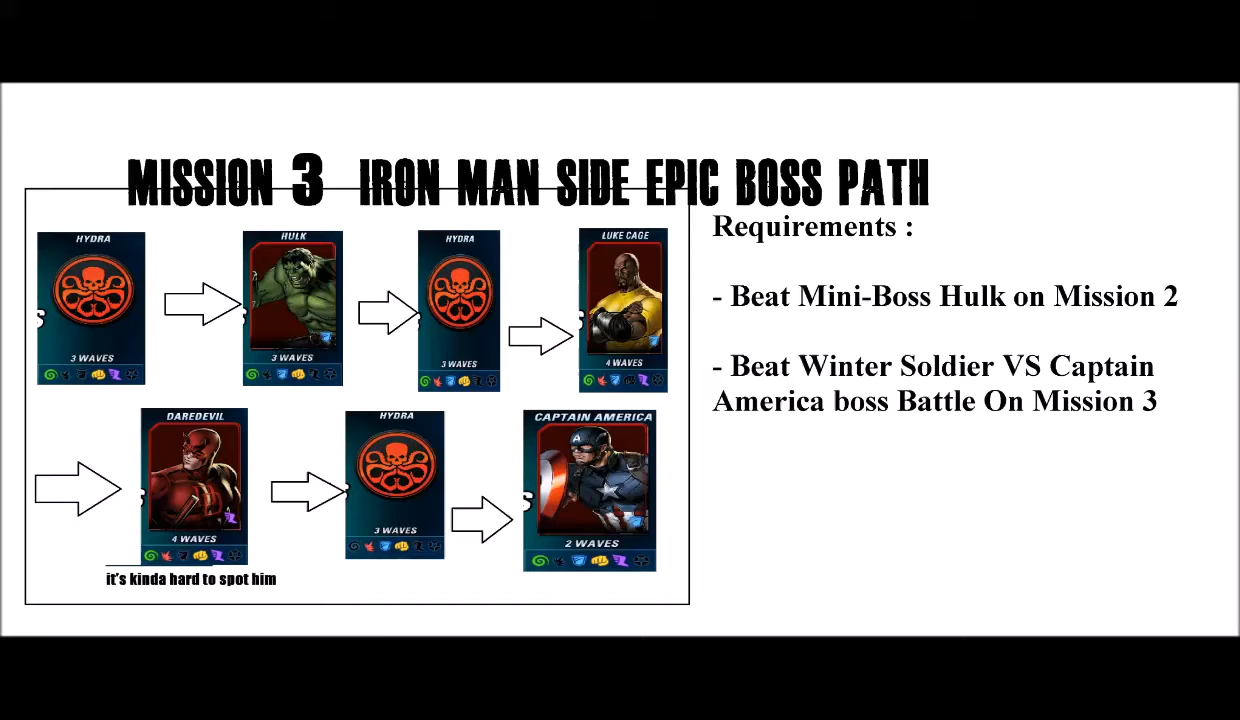 MISSION 3 IRON MAN SIDE EPIC BOSS PATH
Requirements :
- Beat Mini-Boss Hulk on Mission 2
- Beat Winter Soldier VS Captain
America boss Battle On Mission 3
HYDRA
3 WAVES
HULK
3 WAVES
HYDRA
3 WAVES
LUKE CAGE
4 WAVES
DAREDEVIL
4 WAVES
it's kinda hard to spot him
HYDRA
3 WAVES
CAPTAIN AMERICA
2 WAVES